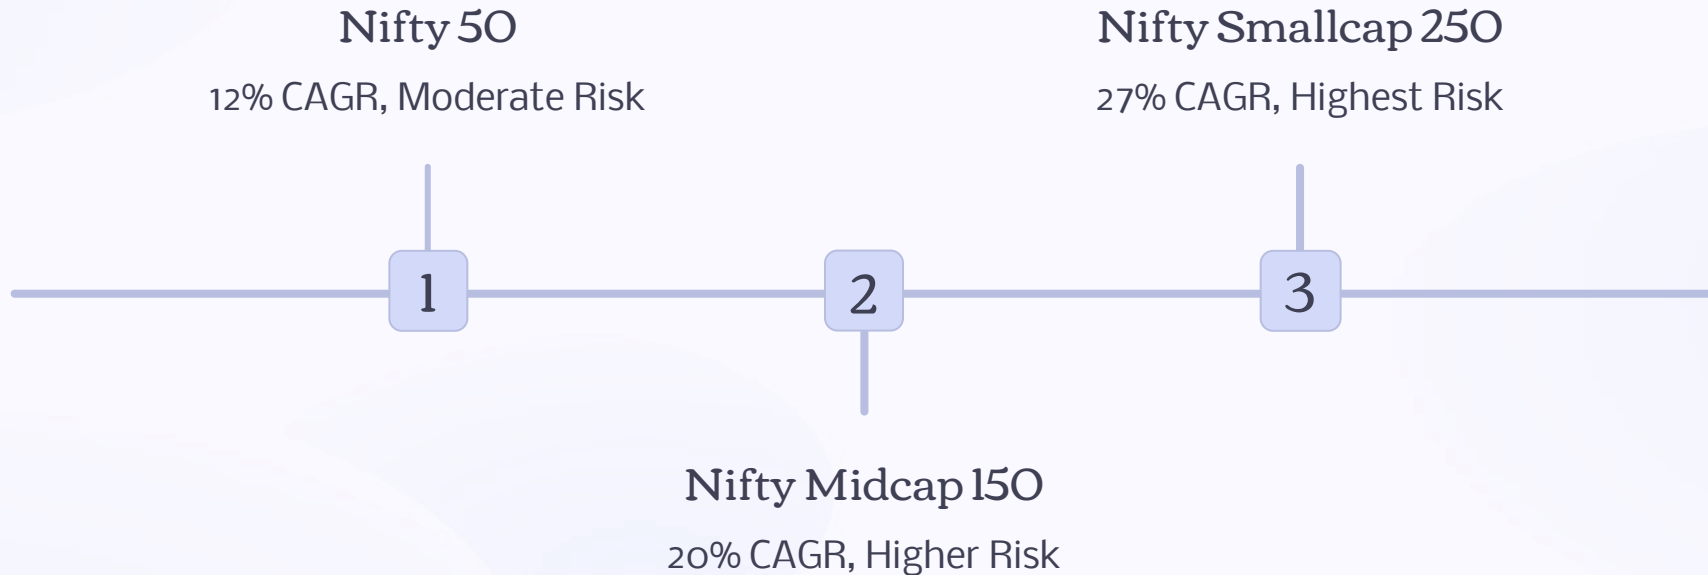 Nifty 50
12% CAGR, Moderate Risk
Nifty Smallcap 250
27% CAGR, Highest Risk
1
2
3
Nifty Midcap 150
20% CAGR, Higher Risk